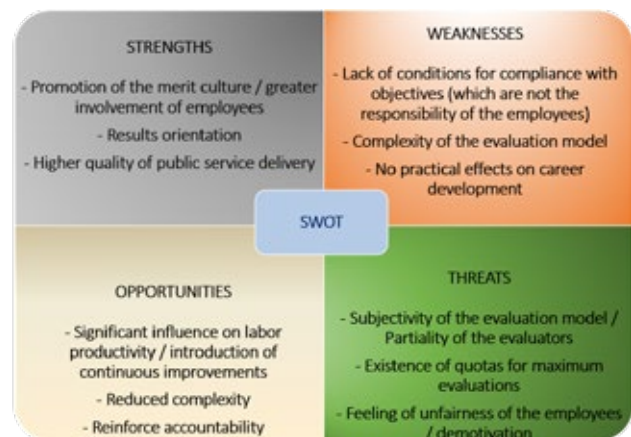 STRENGTHS
- Promotion of the merit culture / greater
involvement of employees
- Results orientation
- Higher quality of public service delivery
WEAKNESSES
- Lack of conditions for compliance with
objectives (which are not the
responsibility of the employees)
- Complexity of the evaluation model
- No practical effects on career
development
SWOT
OPPORTUNITIES
- Significant influence on labor
productivity / introduction of
continuous improvements
- Reduced complexity
- Reinforce accountability
THREATS
- Subjectivity of the evaluation model /
Partiality of the evaluators
- Existence of quotas for maximum
evaluations
- Feeling of unfairness of the employees
/ demotivation